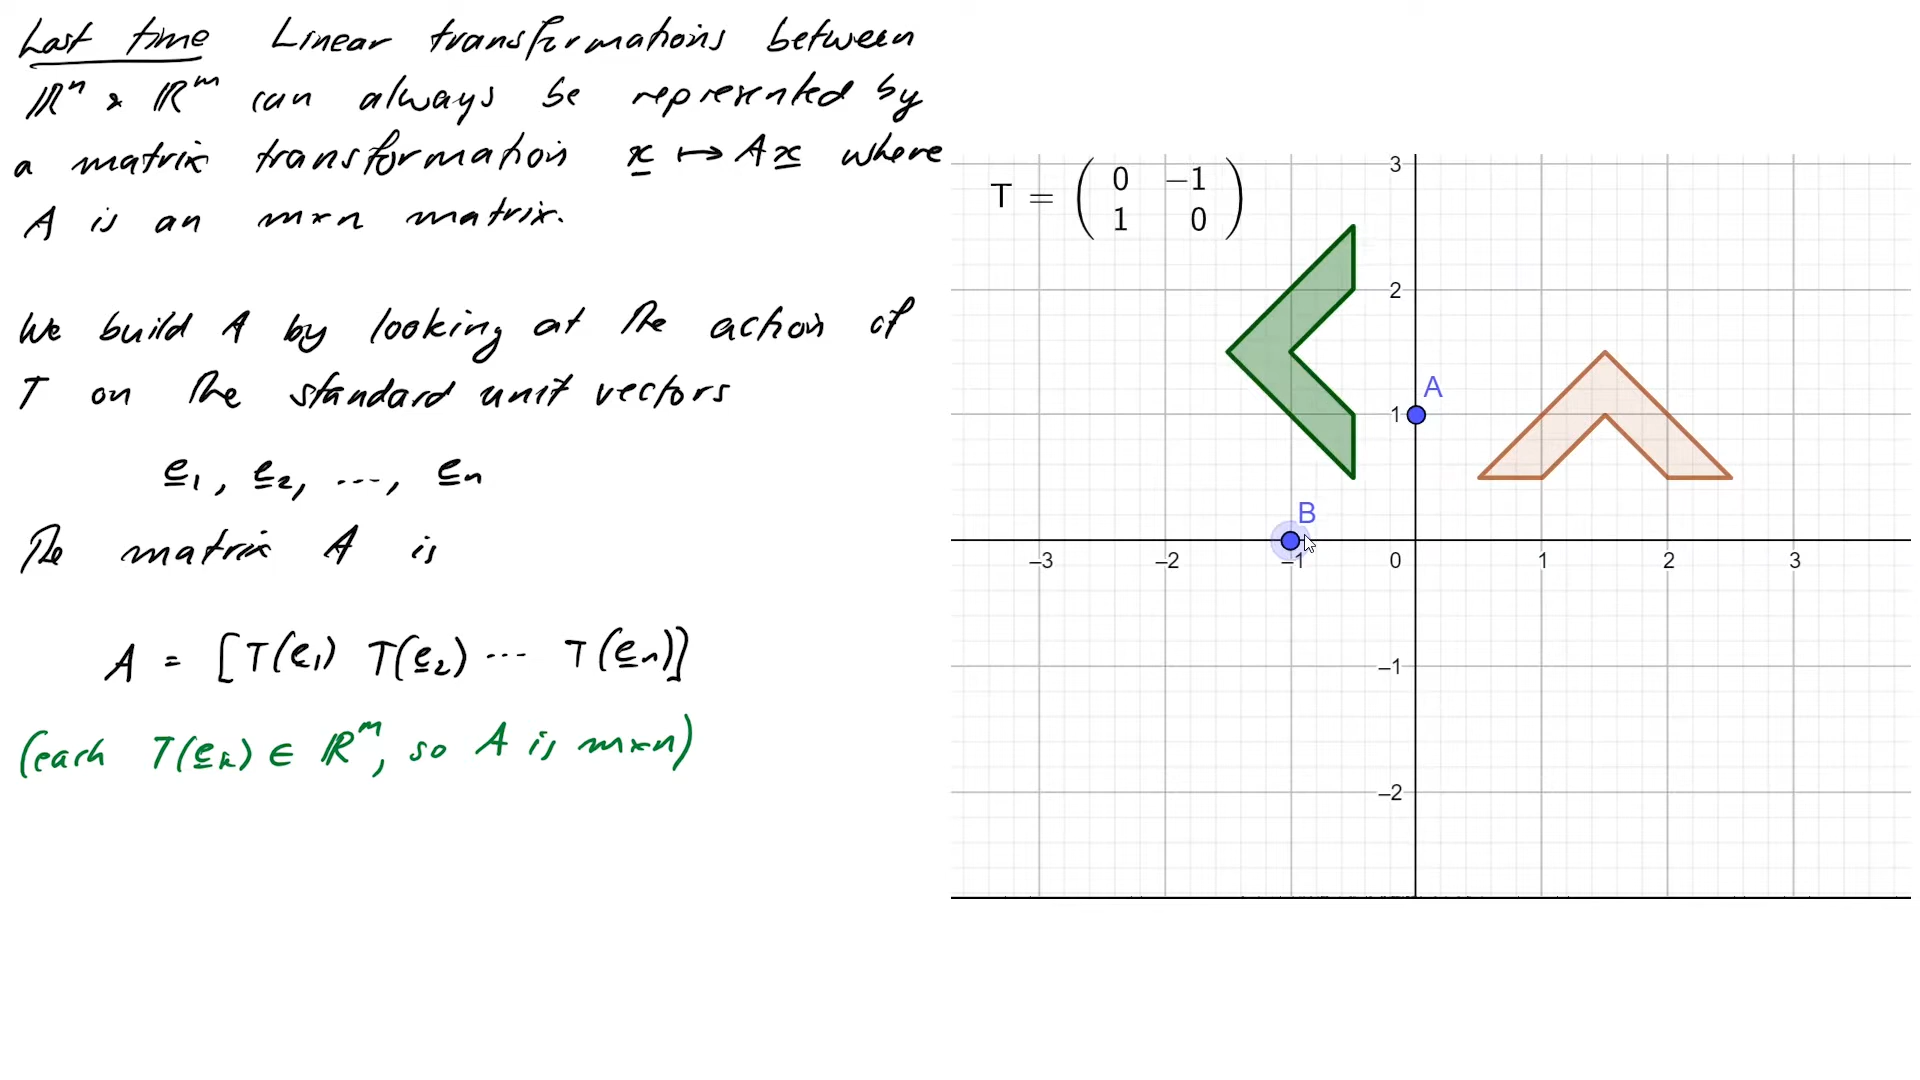 Last time Linear transformations between
ℝⁿ & ℝᵐ can always be represented by
a matrix transformation x ↦ Ax where
A is an m×n matrix.
We build A by looking at the action of
T on the standard unit vectors
e₁, e₂, ..., eₙ
The matrix A is
A = [T(e₁) T(e₂) ... T(eₙ)]
(each T(eₖ) ∈ ℝᵐ, so A is m×n)
T = ( 0 −1
1 0 )
3
2
A
1
B
−3 −2 −1 0 1 2 3
−1
−2